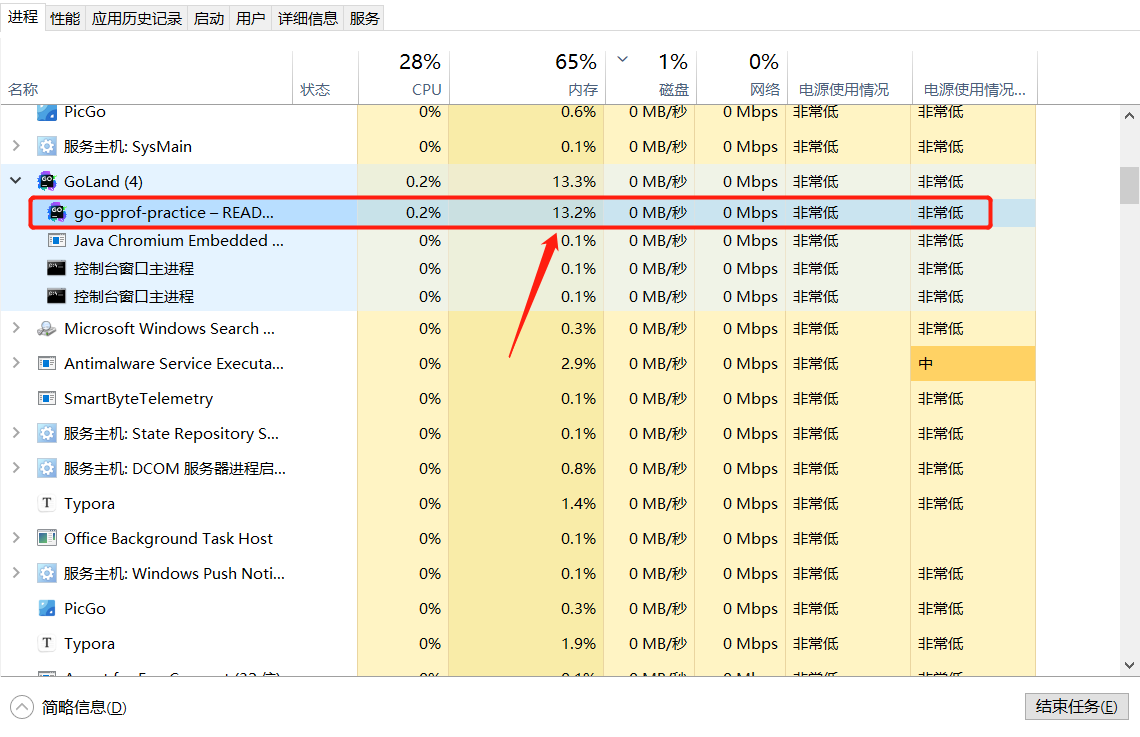 进程 性能 应用历史记录 启动 用户 详细信息 服务
28% 65% 1% 0%
名称 状态 CPU 内存 磁盘 网络 电源使用情况 电源使用情况...
PicGo 0% 0.6% 0 MB/秒 0 Mbps 非常低 非常低
服务主机: SysMain 0% 0.1% 0 MB/秒 0 Mbps 非常低 非常低
GoLand (4) 0.2% 13.3% 0 MB/秒 0 Mbps 非常低 非常低
go-pprof-practice – READ... 0.2% 13.2% 0 MB/秒 0 Mbps 非常低 非常低
Java Chromium Embedded ... 0% 0.1% 0 MB/秒 0 Mbps 非常低 非常低
控制台窗口主进程 0% 0.1% 0 MB/秒 0 Mbps 非常低 非常低
控制台窗口主进程 0% 0.1% 0 MB/秒 0 Mbps 非常低 非常低
Microsoft Windows Search ... 0% 0.3% 0 MB/秒 0 Mbps 非常低 非常低
Antimalware Service Executa... 0% 2.9% 0 MB/秒 0 Mbps 非常低 中
SmartByteTelemetry 0% 0.1% 0 MB/秒 0 Mbps 非常低 非常低
服务主机: State Repository S... 0% 0.1% 0 MB/秒 0 Mbps 非常低 非常低
服务主机: DCOM 服务器进程启... 0% 0.8% 0 MB/秒 0 Mbps 非常低 非常低
Typora 0% 1.4% 0 MB/秒 0 Mbps 非常低 非常低
Office Background Task Host 0% 0.1% 0 MB/秒 0 Mbps 非常低
服务主机: Windows Push Noti... 0% 0.1% 0 MB/秒 0 Mbps 非常低 非常低
PicGo 0% 0.3% 0 MB/秒 0 Mbps 非常低 非常低
Typora 0% 1.9% 0 MB/秒 0 Mbps 非常低 非常低
简略信息(D) 结束任务(E)